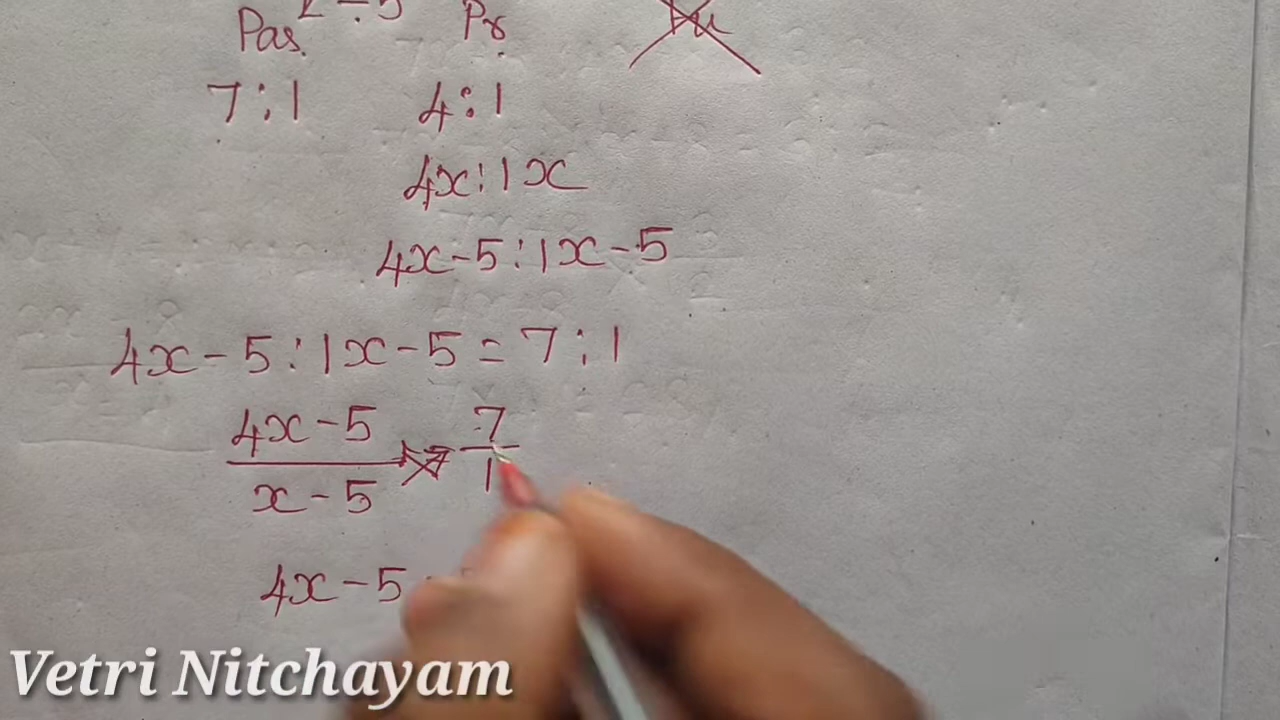 Pas. Pr.
7 : 1 4 : 1
4x : 1x
4x - 5 : 1x - 5
4x - 5 : 1x - 5 = 7 : 1
4x - 5 7
x - 5 1
4x - 5
Vetri Nitchayam